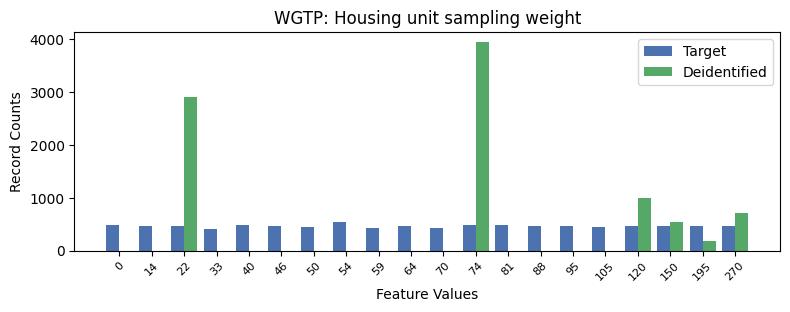 WGTP: Housing unit sampling weight
Target
Deidentified
Record Counts
4000
3000
2000
1000
0
0 14 22 33 40 46 50 54 59 64 70 74 81 88 95 105 120 150 195 270
Feature Values